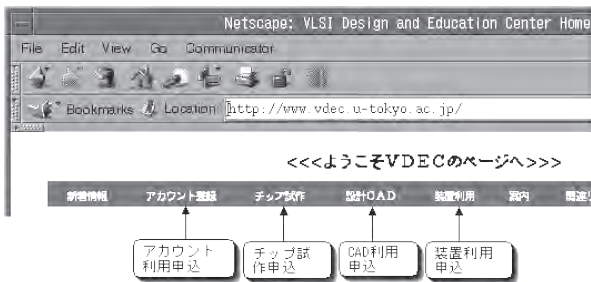 Netscape: VLSI Design and Education Center Home
File Edit View Go Communicator
Bookmarks Location http://www.vdec.u-tokyo.ac.jp/
<<<ようこそVDECのページへ>>>
新着情報 アカウント登録 チップ試作 設計CAD 装置利用 案内 関連リ
アカウント
利用申込
チップ試
作申込
CAD利用
申込
装置利用
申込